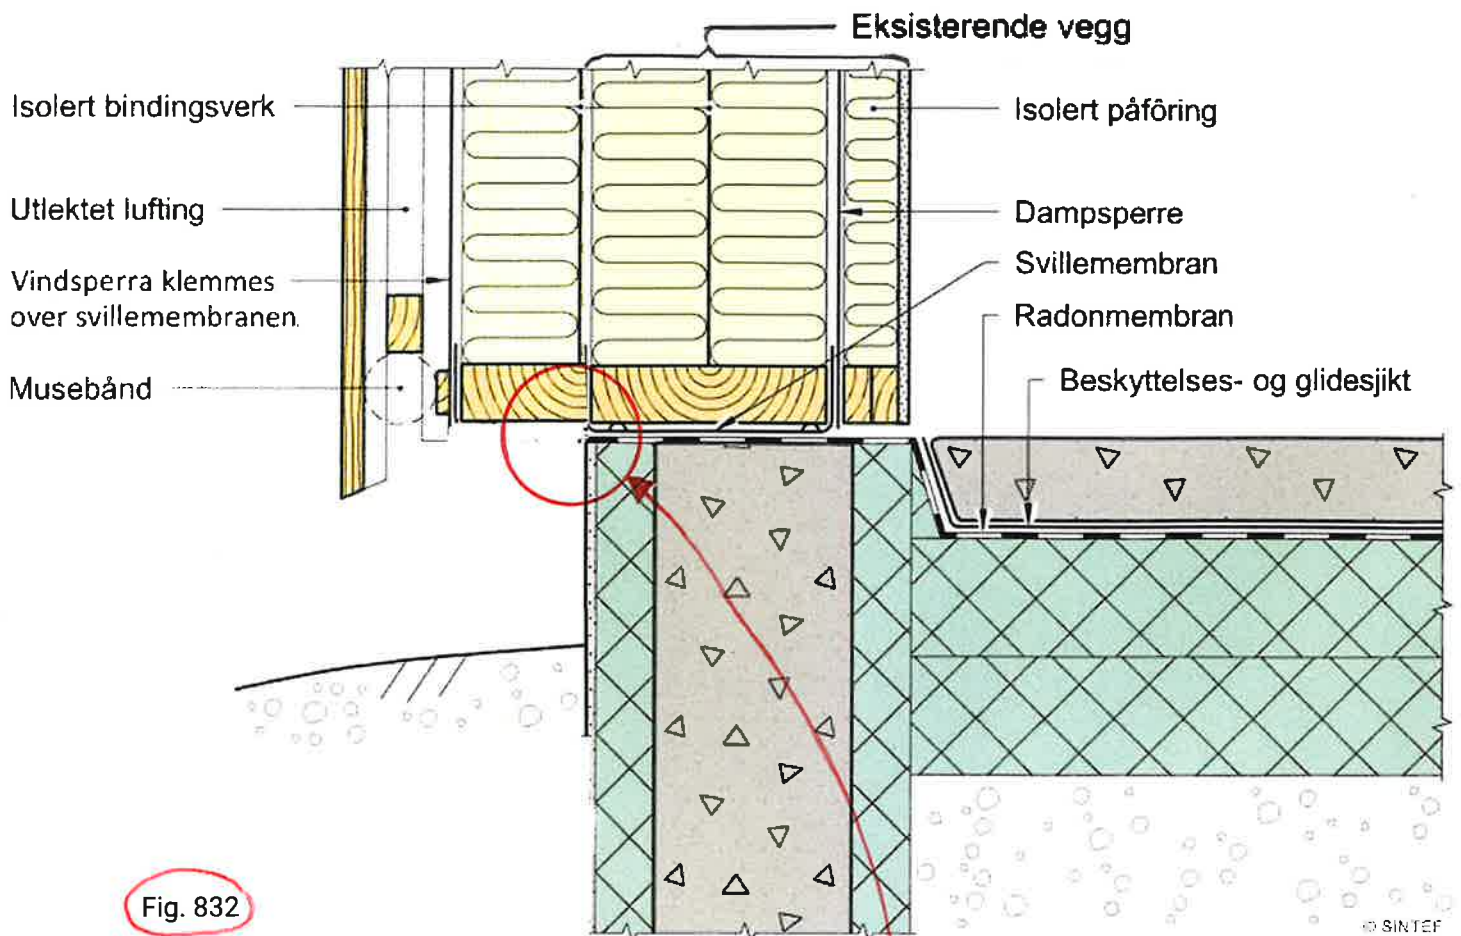 Eksisterende vegg
Isolert bindingsverk
Isolert påfôring
Utlektet lufting
Dampsperre
Vindsperra klemmes
over svillemembranen.
Svillemembran
Radonmembran
Musebånd
Beskyttelses- og glidesjikt
Fig. 832
© SINTEF